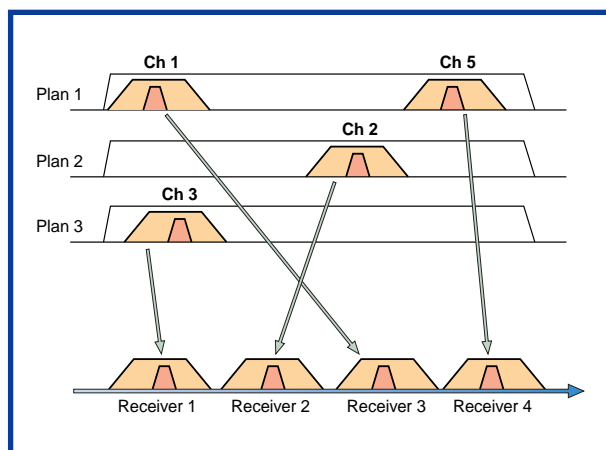 Ch 1 Ch 5
Plan 1
Ch 2
Plan 2
Ch 3
Plan 3
Receiver 1 Receiver 2 Receiver 3 Receiver 4